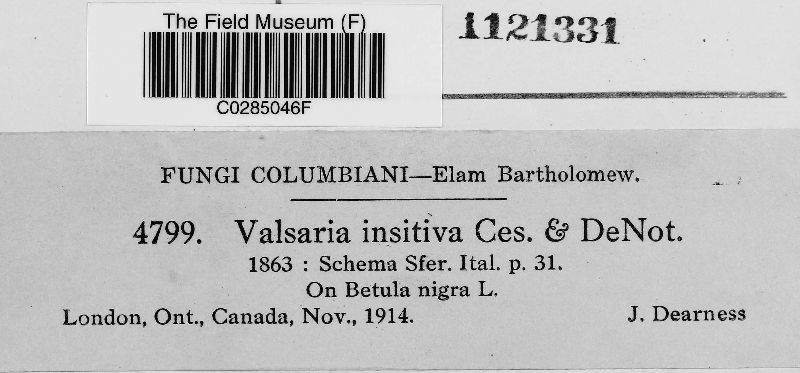 The Field Museum (F)
1121331
C0285046F
FUNGI COLUMBIANI—Elam Bartholomew.
4799. Valsaria insitiva Ces. & DeNot.
1863 : Schema Sfer. Ital. p. 31.
On Betula nigra L.
London, Ont., Canada, Nov., 1914. J. Dearness